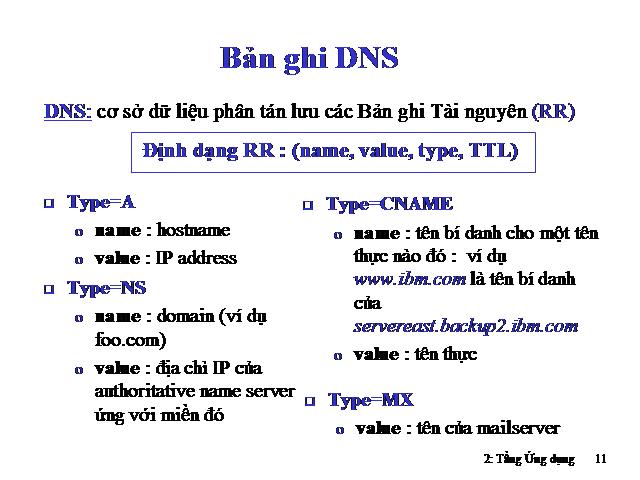 Bản ghi DNS
DNS: cơ sở dữ liệu phân tán lưu các Bản ghi Tài nguyên (RR)
Định dạng RR : (name, value, type, TTL)
Type=A
name : hostname
value : IP address
Type=NS
name : domain (ví dụ
foo.com)
value : địa chỉ IP của
authoritative name server
ứng với miền đó
Type=CNAME
name : tên bí danh cho một tên
thực nào đó : ví dụ
www.ibm.com là tên bí danh
của
servereast.backup2.ibm.com
value : tên thực
Type=MX
value : tên của mailserver
2: Tầng Ứng dụng 11